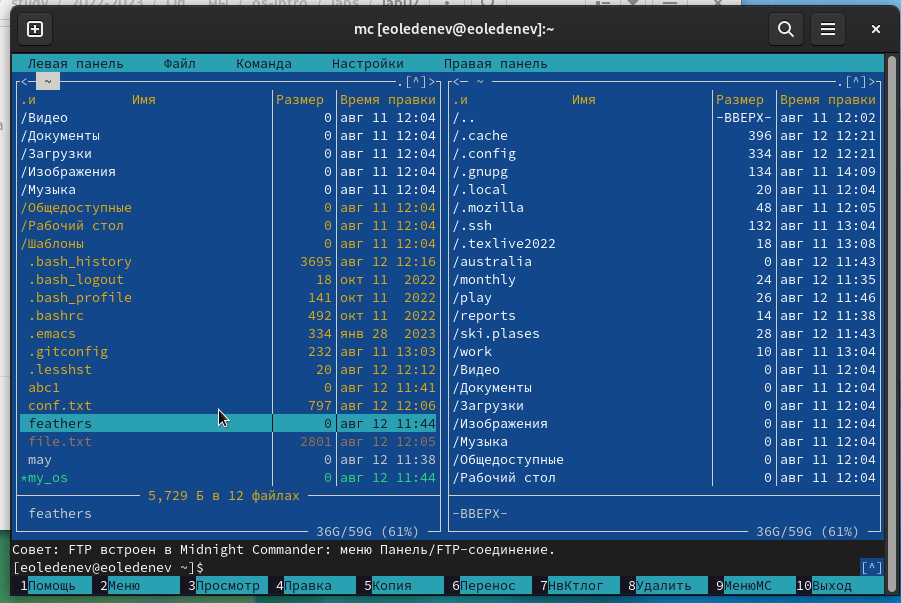 mc [eoledenev@eoledenev]:~
Левая панель Файл Команда Настройки Правая панель
<─ ~ .[^]> <─ ~ .[^]>
.и Имя Размер Время правки .и Имя Размер Время правки
/Видео 0 авг 11 12:04 /.. -ВВЕРХ- авг 11 12:02
/Документы 0 авг 11 12:04 /.cache 396 авг 12 12:21
/Загрузки 0 авг 11 12:04 /.config 334 авг 12 12:21
/Изображения 0 авг 11 12:04 /.gnupg 134 авг 11 14:09
/Музыка 0 авг 11 12:04 /.local 20 авг 11 12:04
/Общедоступные 0 авг 11 12:04 /.mozilla 48 авг 11 12:05
/Рабочий стол 0 авг 11 12:04 /.ssh 132 авг 11 13:04
/Шаблоны 0 авг 11 12:04 /.texlive2022 18 авг 11 13:08
.bash_history 3695 авг 12 12:16 /australia 0 авг 12 11:43
.bash_logout 18 окт 11 2022 /monthly 24 авг 12 11:35
.bash_profile 141 окт 11 2022 /play 26 авг 12 11:46
.bashrc 492 окт 11 2022 /reports 14 авг 12 11:38
.emacs 334 янв 28 2023 /ski.plases 28 авг 12 11:43
.gitconfig 232 авг 11 13:03 /work 10 авг 11 13:04
.lesshst 20 авг 12 12:12 /Видео 0 авг 11 12:04
abc1 0 авг 12 11:41 /Документы 0 авг 11 12:04
conf.txt 797 авг 12 12:06 /Загрузки 0 авг 11 12:04
feathers 0 авг 12 11:44 /Изображения 0 авг 11 12:04
file.txt 2801 авг 12 12:05 /Музыка 0 авг 11 12:04
may 0 авг 12 11:38 /Общедоступные 0 авг 11 12:04
*my_os 0 авг 12 11:44 /Рабочий стол 0 авг 11 12:04
5,729 Б в 12 файлах
feathers -ВВЕРХ-
36G/59G (61%) 36G/59G (61%)
Совет: FTP встроен в Midnight Commander: меню Панель/FTP-соединение.
[eoledenev@eoledenev ~]$ [^]
1Помощь 2Меню 3Просмотр 4Правка 5Копия 6Перенос 7НвКтлог 8Удалить 9МенюМС 10Выход